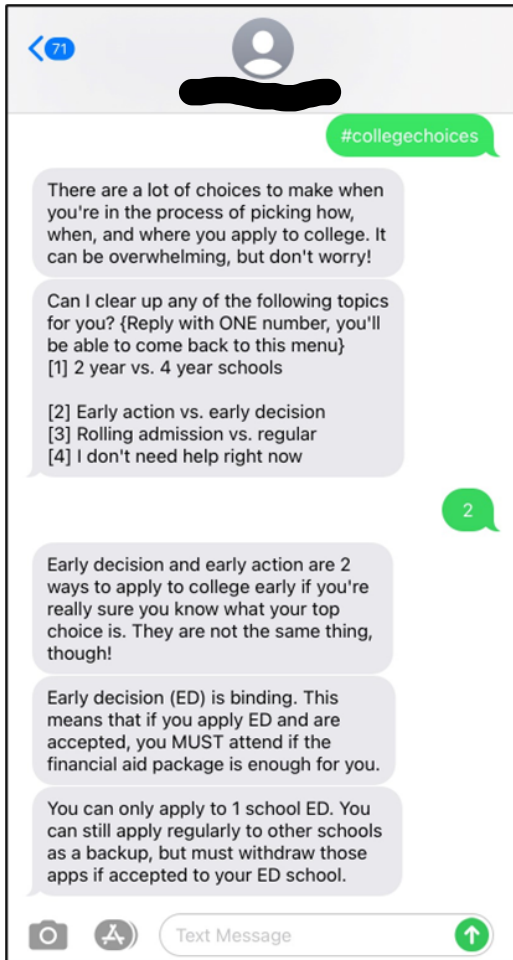 71
#collegechoices
There are a lot of choices to make when
you're in the process of picking how,
when, and where you apply to college. It
can be overwhelming, but don't worry!
Can I clear up any of the following topics
for you? {Reply with ONE number, you'll
be able to come back to this menu}
[1] 2 year vs. 4 year schools
[2] Early action vs. early decision
[3] Rolling admission vs. regular
[4] I don't need help right now
2
Early decision and early action are 2
ways to apply to college early if you're
really sure you know what your top
choice is. They are not the same thing,
though!
Early decision (ED) is binding. This
means that if you apply ED and are
accepted, you MUST attend if the
financial aid package is enough for you.
You can only apply to 1 school ED. You
can still apply regularly to other schools
as a backup, but must withdraw those
apps if accepted to your ED school.
Text Message